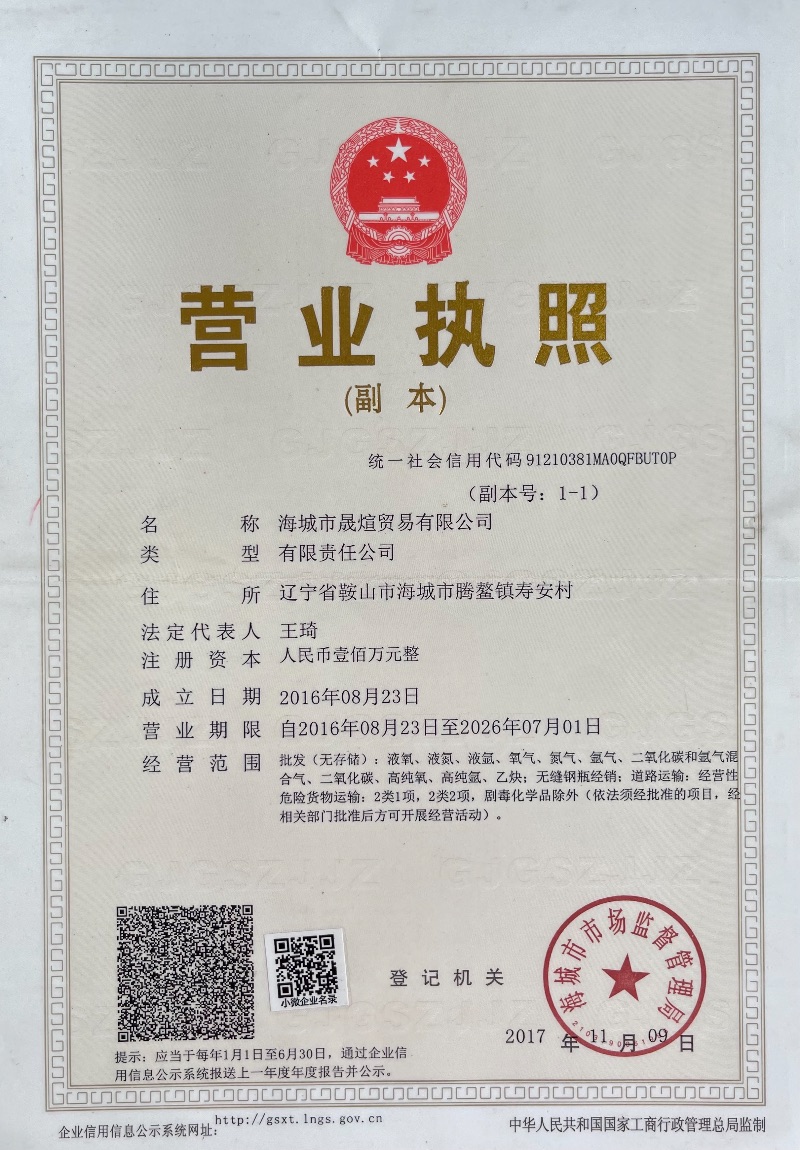 营业执照
(副 本)
统一社会信用代码 91210381MA0QFBUT0P
（副本号：1-1）
名 称 海城市晟煊贸易有限公司
类 型 有限责任公司
住 所 辽宁省鞍山市海城市腾鳌镇寿安村
法定代表人 王琦
注册资本 人民币壹佰万元整
成立日期 2016年08月23日
营业期限 自2016年08月23日至2026年07月01日
经营范围 批发（无存储）：液氧、液氮、液氩、氧气、氮气、氩气、二氧化碳和氩气混
合气、二氧化碳、高纯氧、高纯氩、乙炔；无缝钢瓶经销；道路运输：经营性
危险货物运输：2类1项，2类2项，剧毒化学品除外（依法须经批准的项目，经
相关部门批准后方可开展经营活动）。
小微企业名录
登记机关
海城市市场监督管理局
2017 年 11 月 09 日
提示：应当于每年1月1日至6月30日，通过企业信
用信息公示系统报送上一年度年度报告并公示。
企业信用信息公示系统网址：http://gsxt.lngs.gov.cn
中华人民共和国国家工商行政管理总局监制